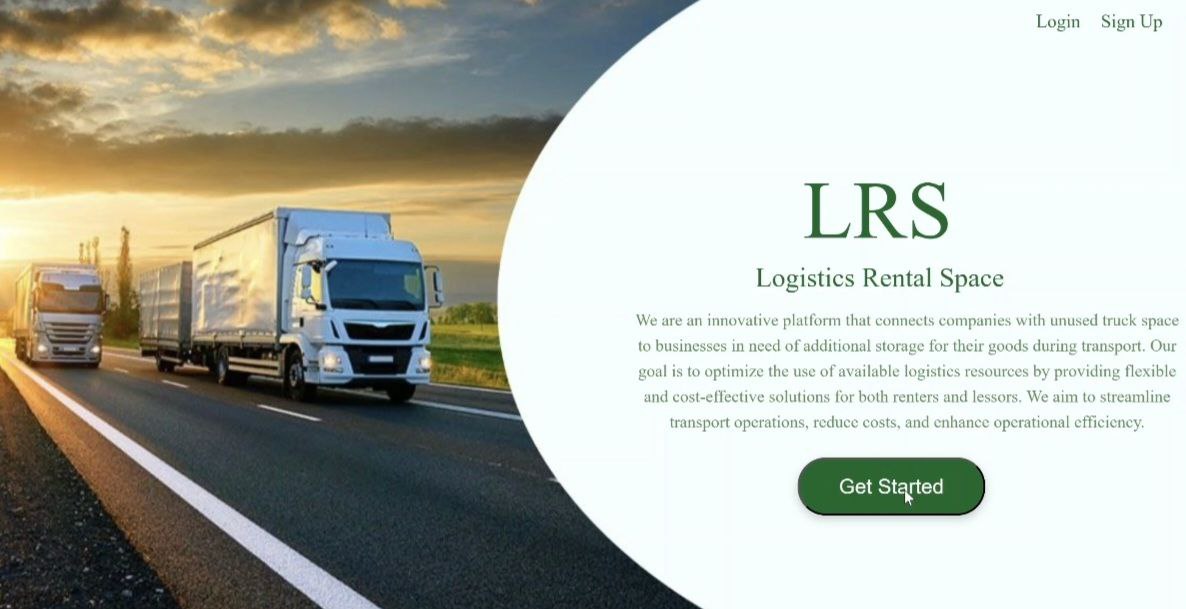 Login Sign Up
LRS
Logistics Rental Space
We are an innovative platform that connects companies with unused truck space
to businesses in need of additional storage for their goods during transport. Our
goal is to optimize the use of available logistics resources by providing flexible
and cost-effective solutions for both renters and lessors. We aim to streamline
transport operations, reduce costs, and enhance operational efficiency.
Get Started